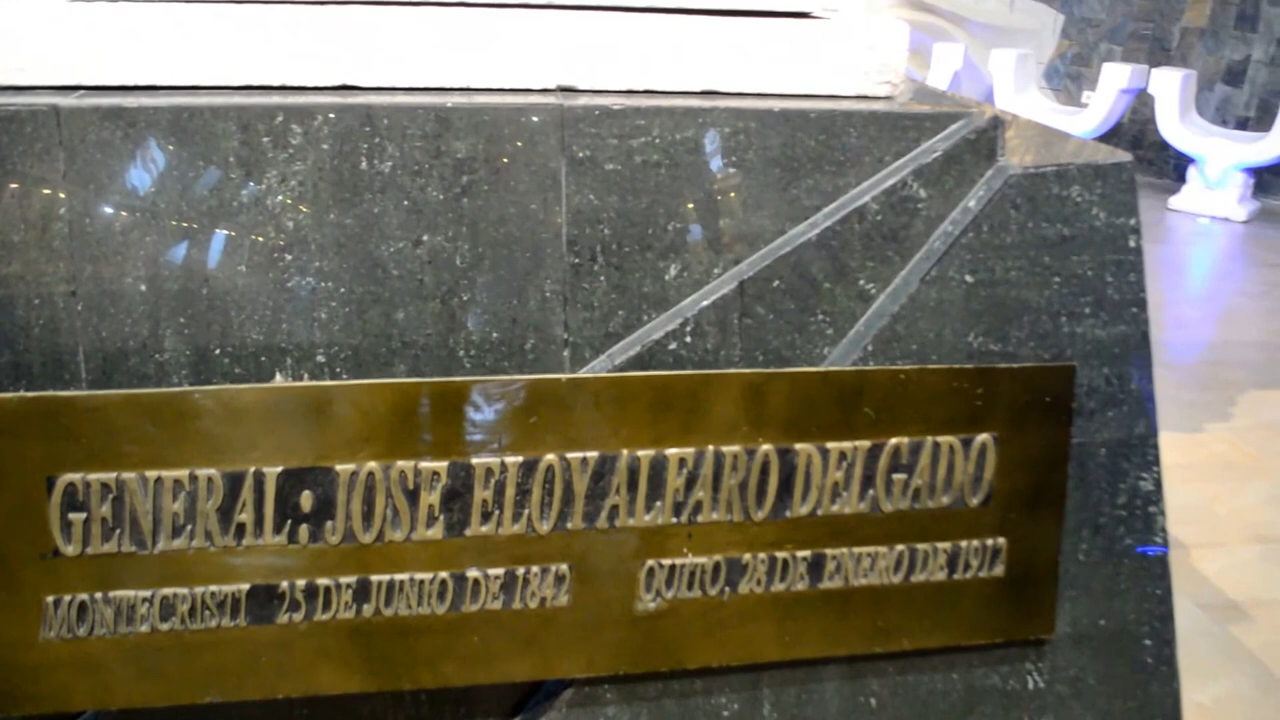 GENERAL: JOSE ELOY ALFARO DELGADO
MONTECRISTI 25 DE JUNIO DE 1842 QUITO, 28 DE ENERO DE 1912